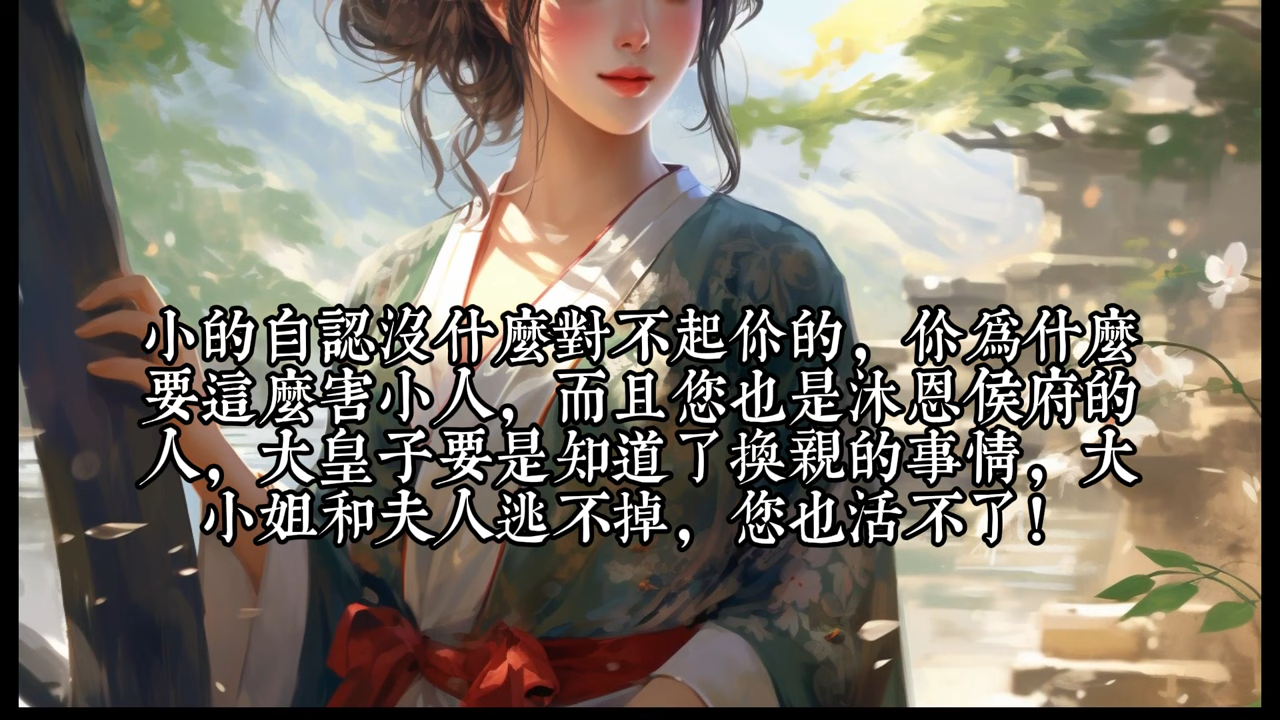 小的自認沒什麼對不起你的，你爲什麼
要這麼害小人，而且您也是沐恩侯府的
人，大皇子要是知道了換親的事情，大
小姐和夫人逃不掉，您也活不了！